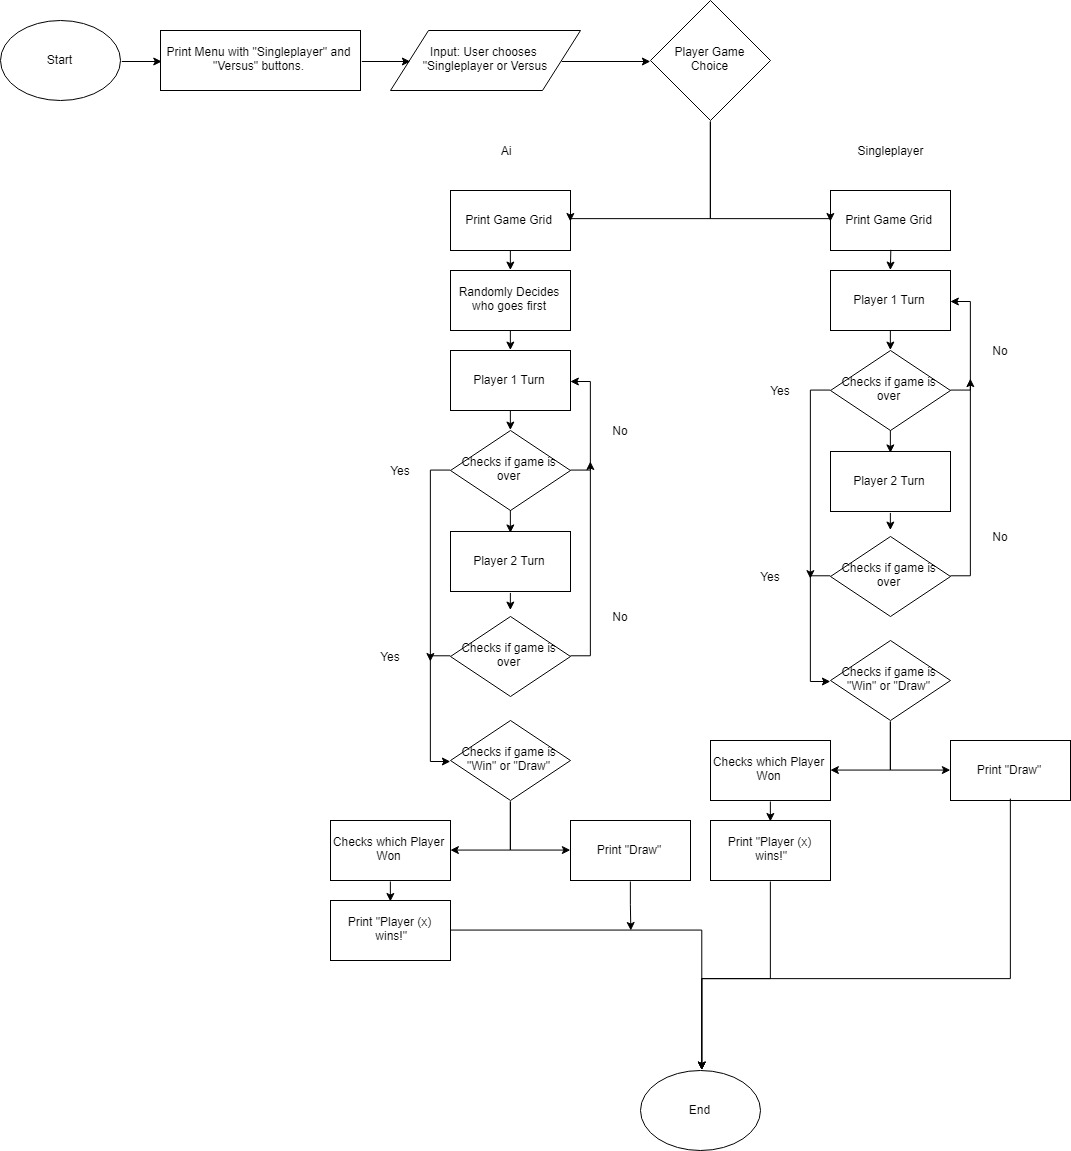 Start
Print Menu with "Singleplayer" and
"Versus" buttons.
Input: User chooses
"Singleplayer or Versus
Player Game
Choice
Ai
Singleplayer
Print Game Grid
Print Game Grid
Randomly Decides
who goes first
Player 1 Turn
Player 1 Turn
No
Checks if game is
over
Yes
No
Checks if game is
over
Yes
Player 2 Turn
Player 2 Turn
No
Checks if game is
over
Yes
No
Checks if game is
over
Yes
Checks if game is
"Win" or "Draw"
Checks if game is
"Win" or "Draw"
Checks which Player
Won
Print "Draw"
Checks which Player
Won
Print "Draw"
Print "Player (x)
wins!"
Print "Player (x)
wins!"
End